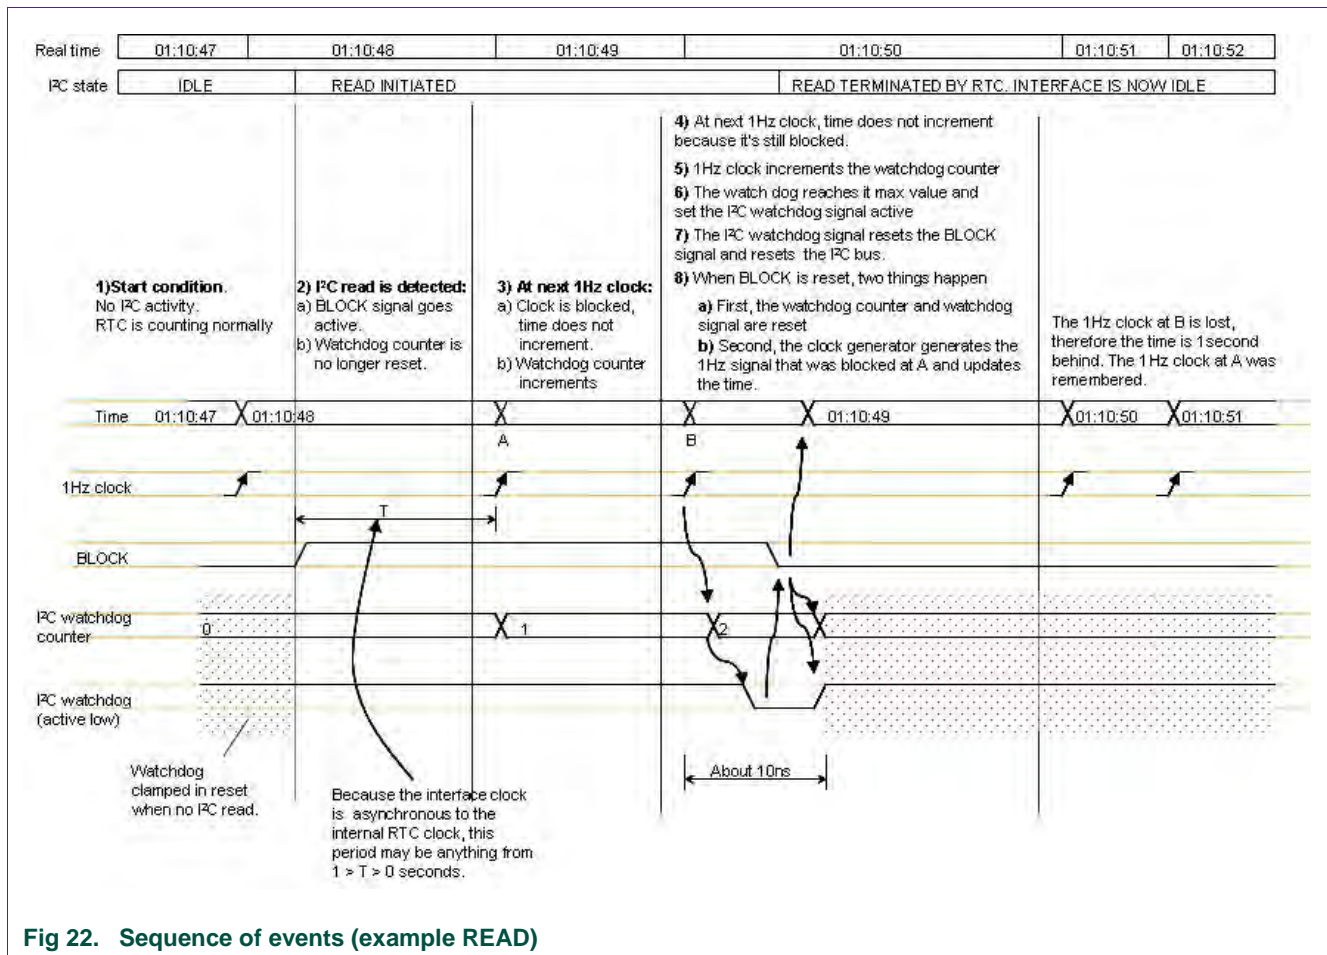 Real time 01:10:47 01:10:48 01:10:49 01:10:50 01:10:51 01:10:52
I²C state IDLE READ INITIATED READ TERMINATED BY RTC. INTERFACE IS NOW IDLE
4) At next 1Hz clock, time does not increment
because it's still blocked.
5) 1Hz clock increments the watchdog counter
6) The watch dog reaches it max value and
set the I²C watchdog signal active
7) The I²C watchdog signal resets the BLOCK
signal and resets the I²C bus.
8) When BLOCK is reset, two things happen
a) First, the watchdog counter and watchdog
signal are reset
b) Second, the clock generator generates the
1Hz signal that was blocked at A and updates
the time.
1)Start condition.
No I²C activity.
RTC is counting normally
2) I²C read is detected:
a) BLOCK signal goes
active.
b) Watchdog counter is
no longer reset.
3) At next 1Hz clock:
a) Clock is blocked,
time does not
increment.
b) Watchdog counter
increments
The 1Hz clock at B is lost,
therefore the time is 1second
behind. The 1Hz clock at A was
remembered.
Time 01:10:47 01:10:48 01:10:49 01:10:50 01:10:51
A B
1Hz clock
T
BLOCK
I²C watchdog
counter
0 1 2
I²C watchdog
(active low)
About 10ns
Watchdog
clamped in reset
when no I²C read.
Because the interface clock
is asynchronous to the
internal RTC clock, this
period may be anything from
1 > T > 0 seconds.
Fig 22. Sequence of events (example READ)